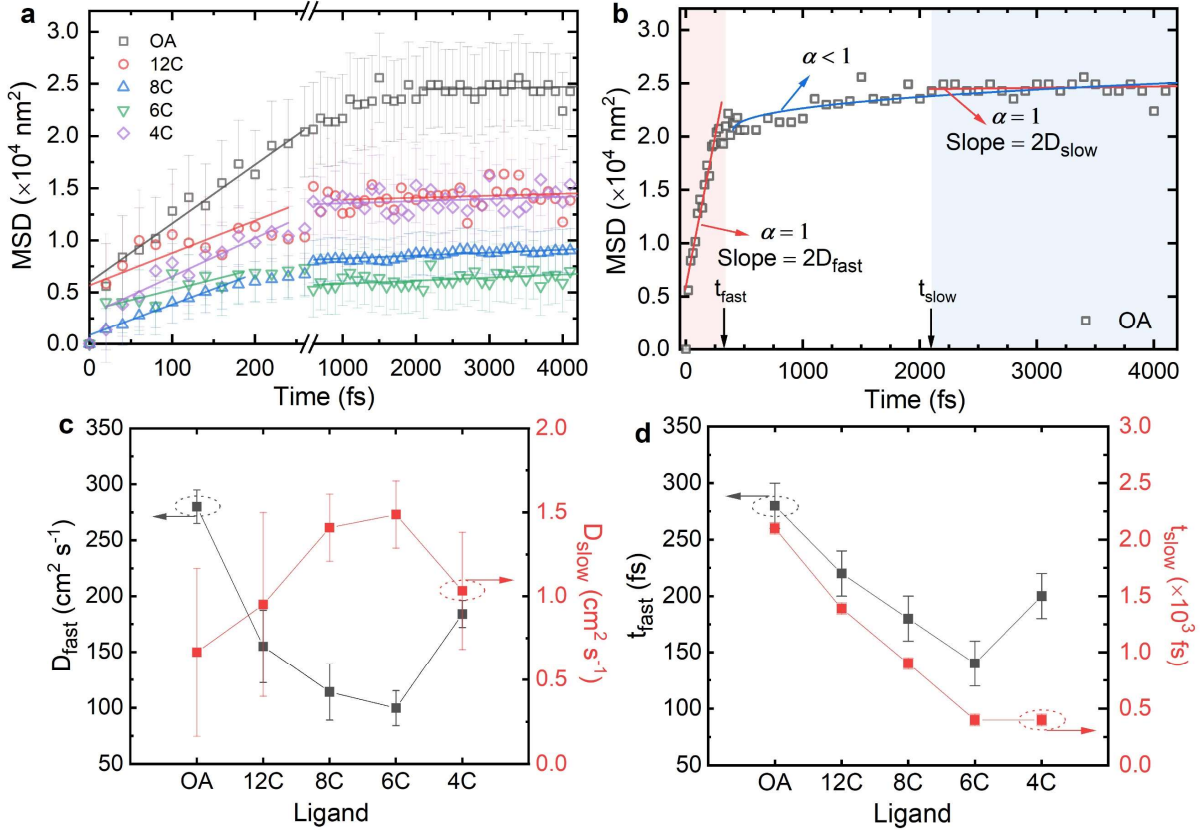 a
MSD (×10⁴ nm²)
3.0
2.5
2.0
1.5
1.0
0.5
0.0
OA
12C
8C
6C
4C
0 100 200 1000 2000 3000 4000
Time (fs)
b
MSD (×10⁴ nm²)
3.0
2.5
2.0
1.5
1.0
0.5
0.0
α < 1
α = 1
Slope = 2D_slow
α = 1
Slope = 2D_fast
t_fast
t_slow
OA
0 1000 2000 3000 4000
Time (fs)
c
D_fast (cm² s⁻¹)
350
300
250
200
150
100
50
2.0
1.5
1.0
0.5
0.0
D_slow (cm² s⁻¹)
OA 12C 8C 6C 4C
Ligand
d
t_fast (fs)
350
300
250
200
150
100
50
3.0
2.4
1.8
1.2
0.6
0.0
t_slow (×10³ fs)
OA 12C 8C 6C 4C
Ligand